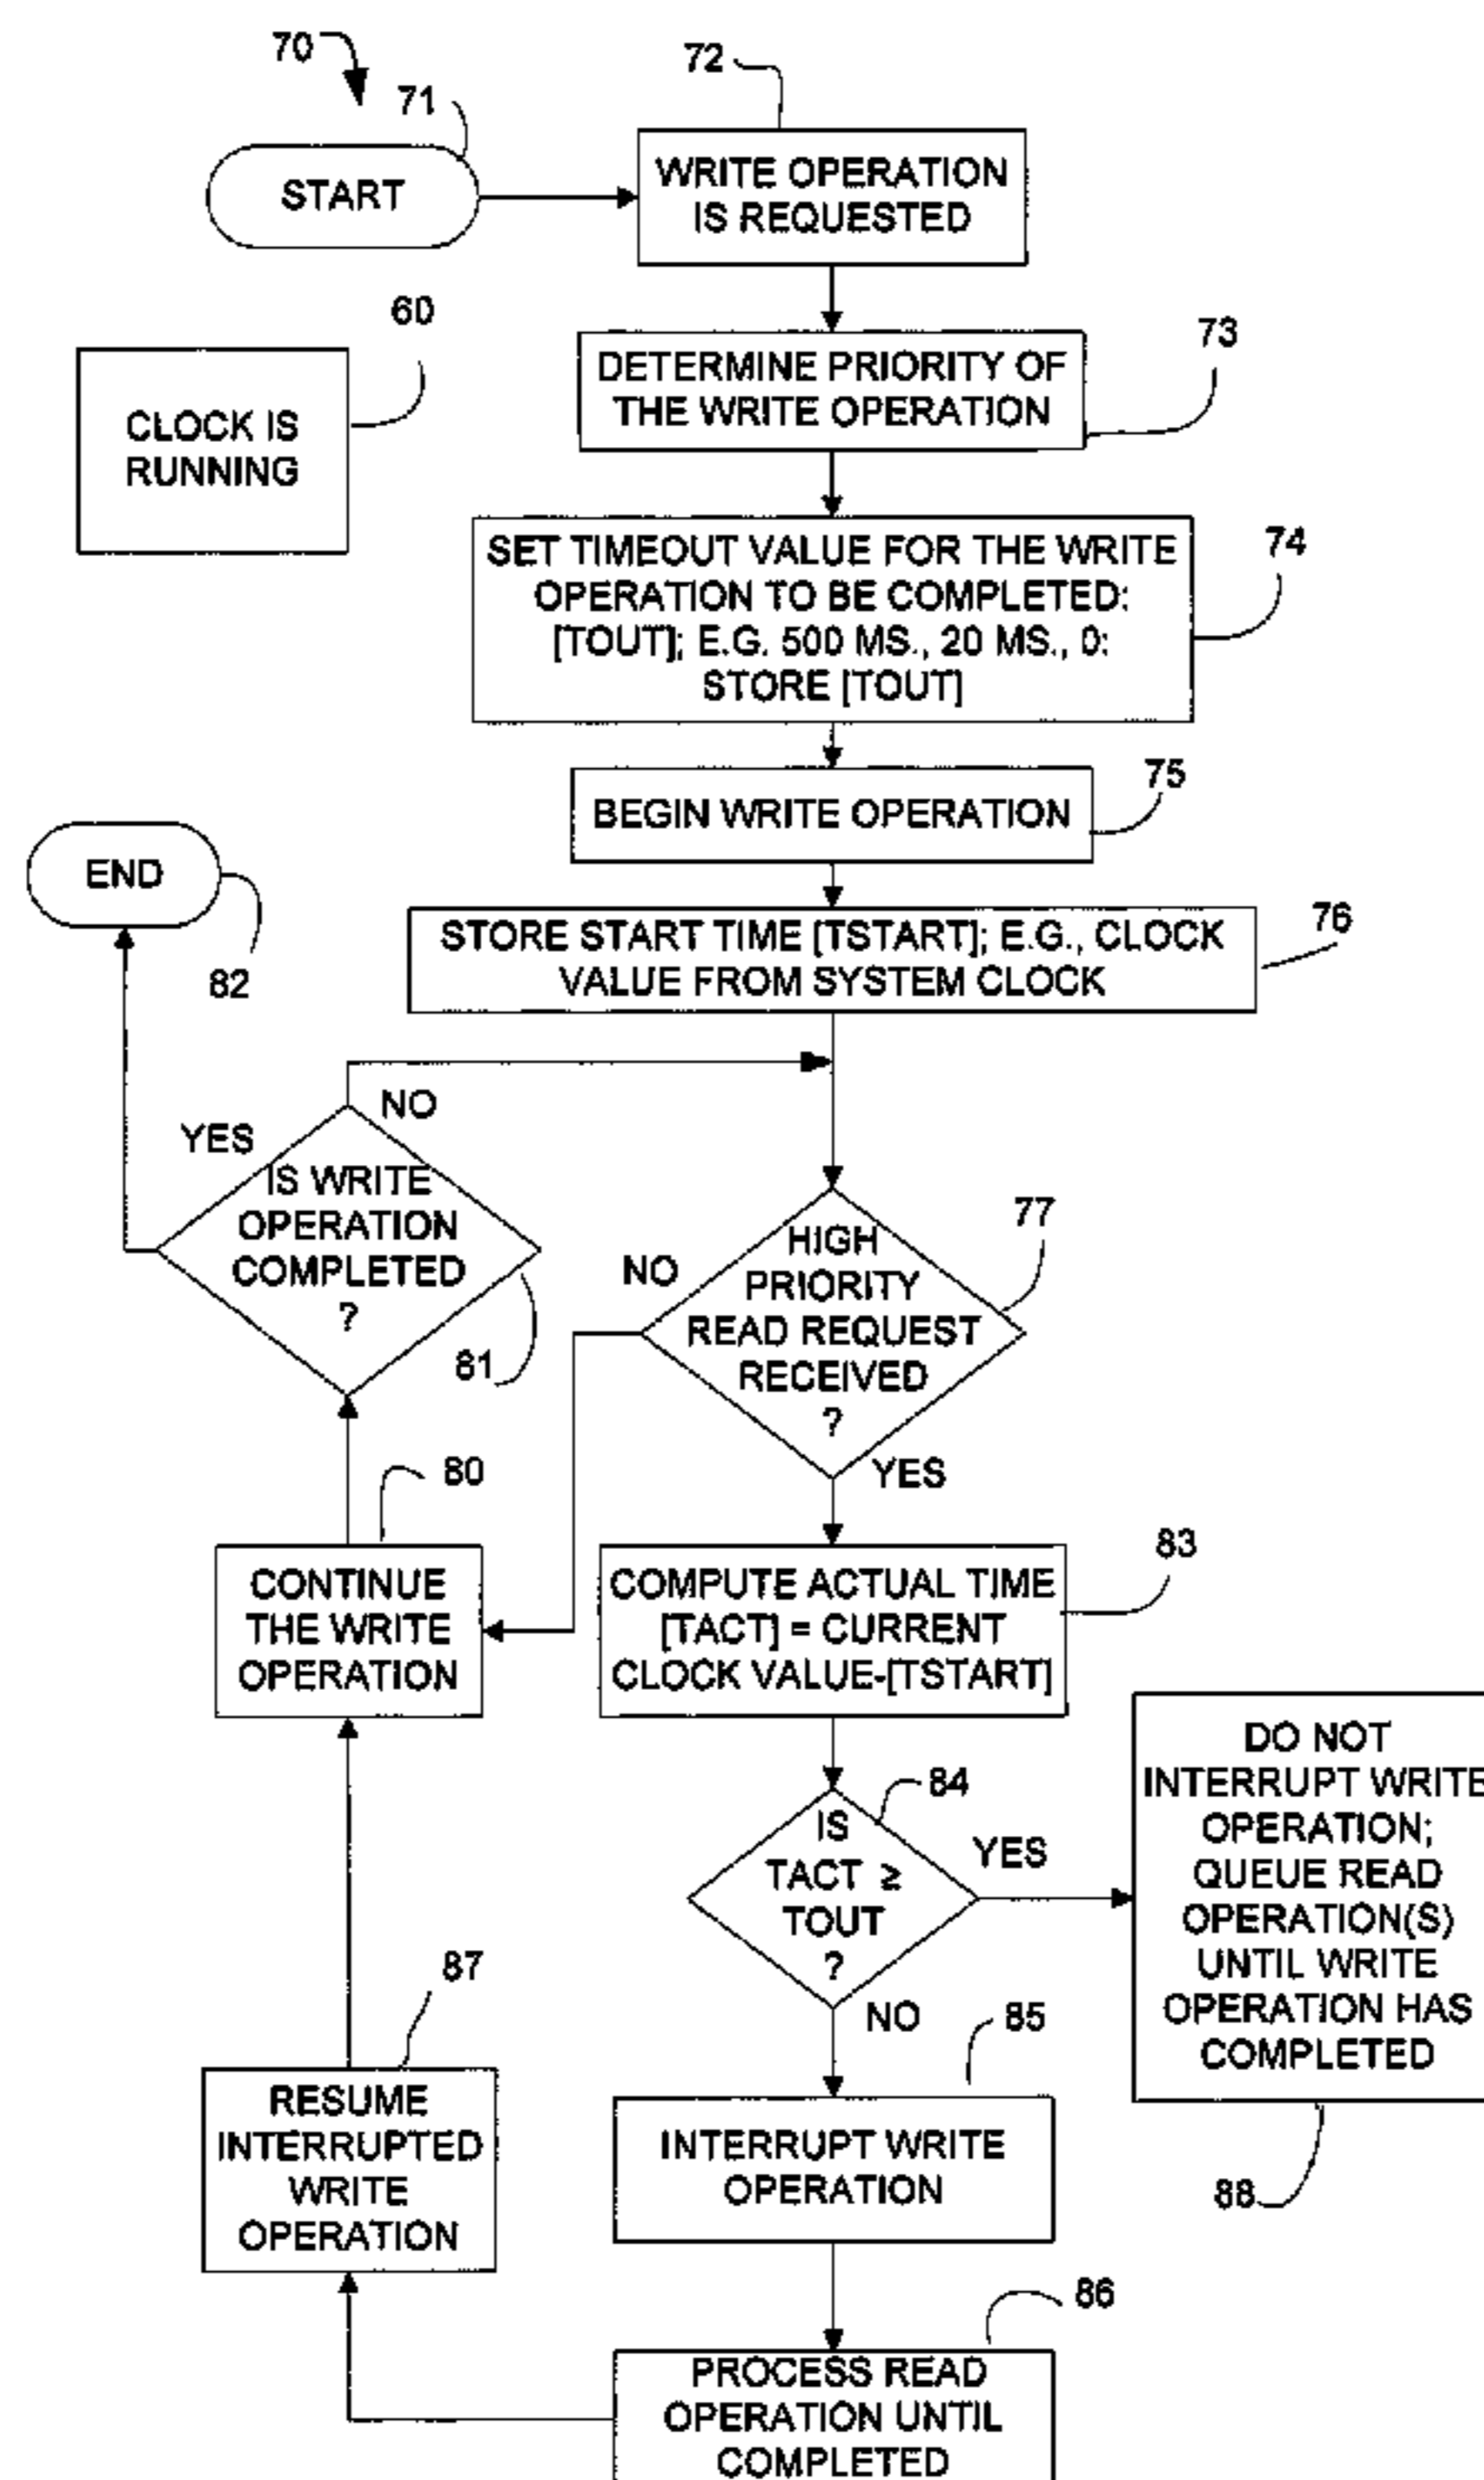 70
71
72
START
WRITE OPERATION
IS REQUESTED
60
73
CLOCK IS
RUNNING
DETERMINE PRIORITY OF
THE WRITE OPERATION
74
SET TIMEOUT VALUE FOR THE WRITE
OPERATION TO BE COMPLETED:
[TOUT]; E.G. 500 MS., 20 MS., 0:
STORE [TOUT]
75
BEGIN WRITE OPERATION
END
82
76
STORE START TIME [TSTART]; E.G., CLOCK
VALUE FROM SYSTEM CLOCK
NO
YES
IS WRITE
OPERATION
COMPLETED
?
81
77
NO
HIGH
PRIORITY
READ REQUEST
RECEIVED
?
YES
80
CONTINUE
THE WRITE
OPERATION
83
COMPUTE ACTUAL TIME
[TACT] = CURRENT
CLOCK VALUE-[TSTART]
84
IS
TACT ≥
TOUT
?
YES
NO
DO NOT
INTERRUPT WRITE
OPERATION;
QUEUE READ
OPERATION(S)
UNTIL WRITE
OPERATION HAS
COMPLETED
88
87
RESUME
INTERRUPTED
WRITE
OPERATION
85
INTERRUPT WRITE
OPERATION
86
PROCESS READ
OPERATION UNTIL
COMPLETED